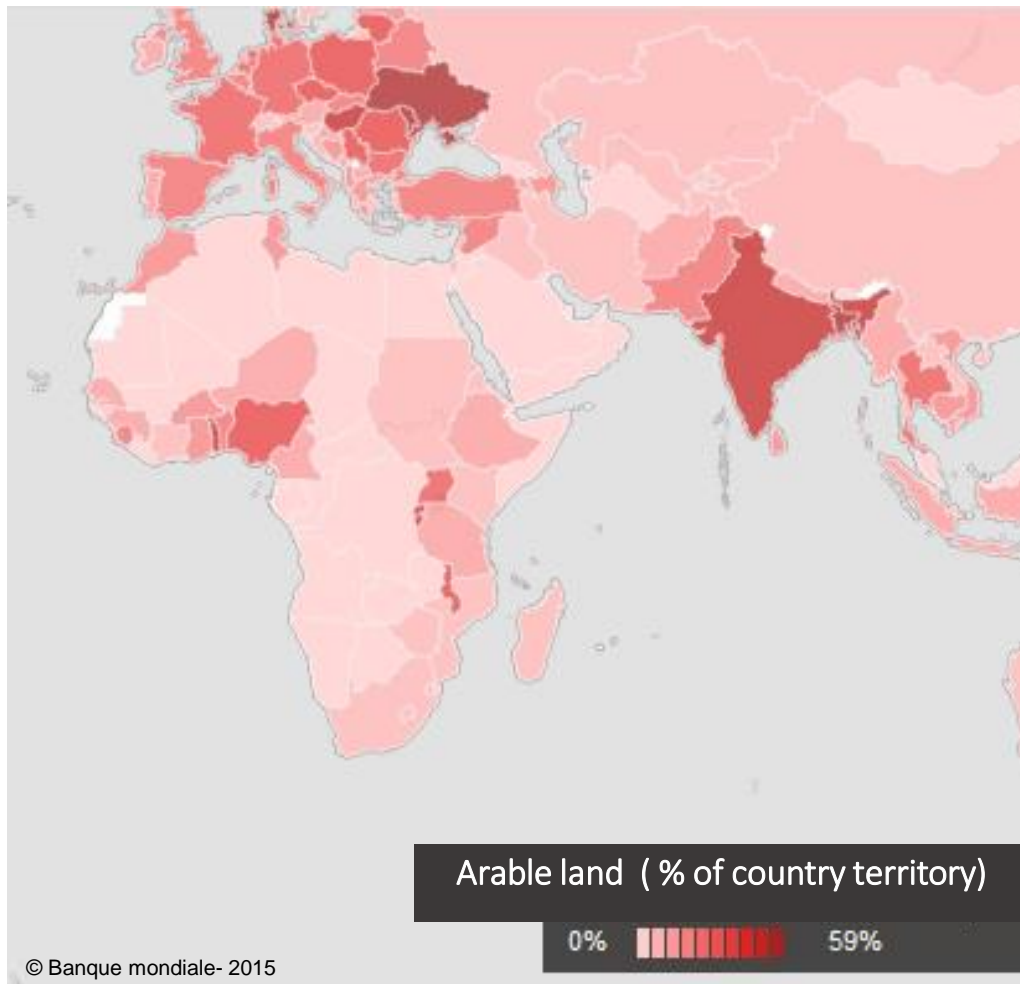 Arable land ( % of country territory)
0% 59%
© Banque mondiale- 2015